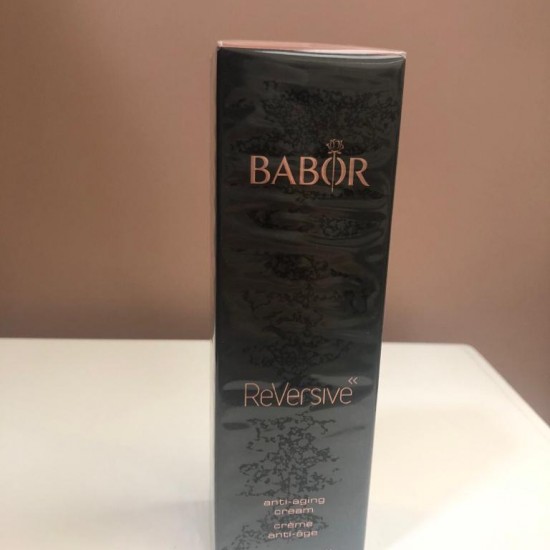 BABOR
ReVersive«
anti-aging
cream
crème
anti-âge